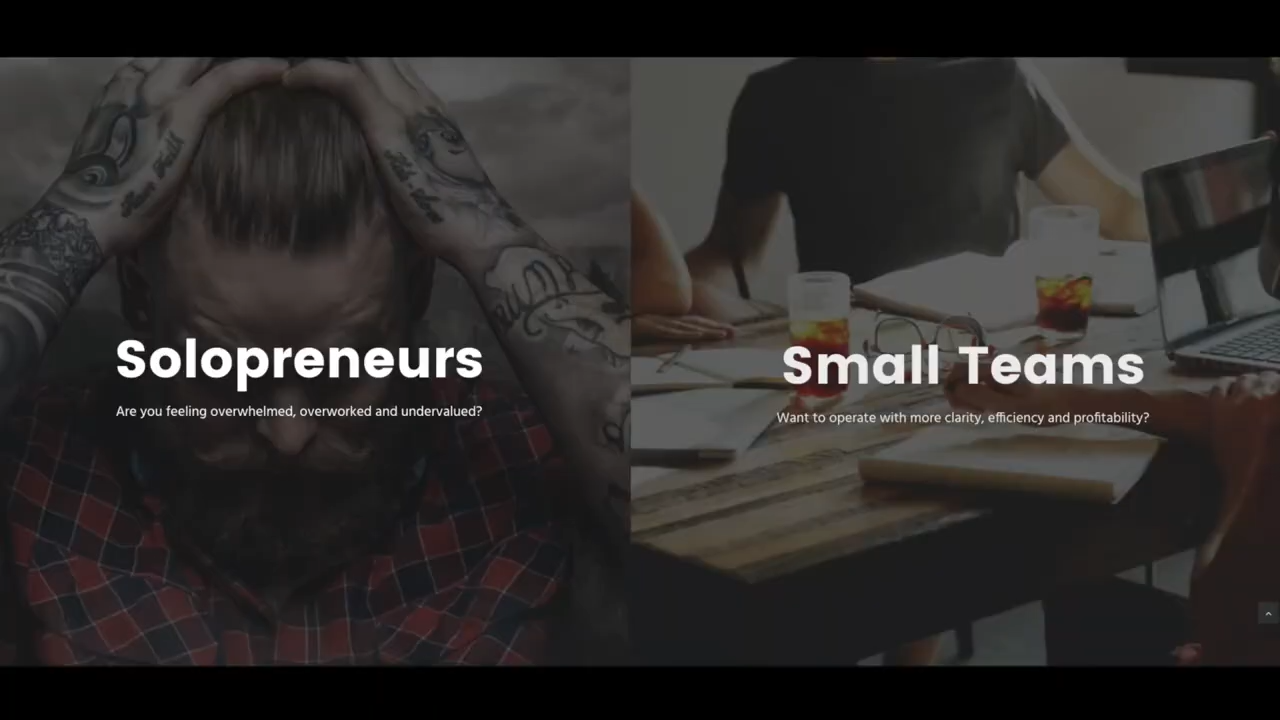 Solopreneurs
Are you feeling overwhelmed, overworked and undervalued?
Small Teams
Want to operate with more clarity, efficiency and profitability?